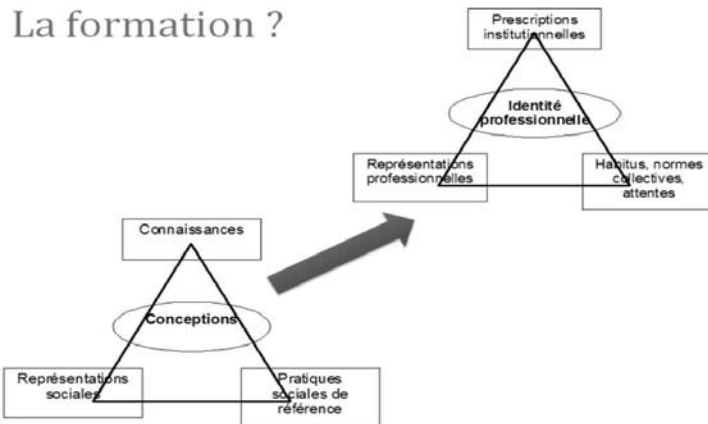 La formation ?
Prescriptions
institutionnelles
Identité
professionnelle
Représentations
professionnelles
Habitus, normes
collectives,
attentes
Connaissances
Conceptions
Représentations
sociales
Pratiques
sociales de
référence